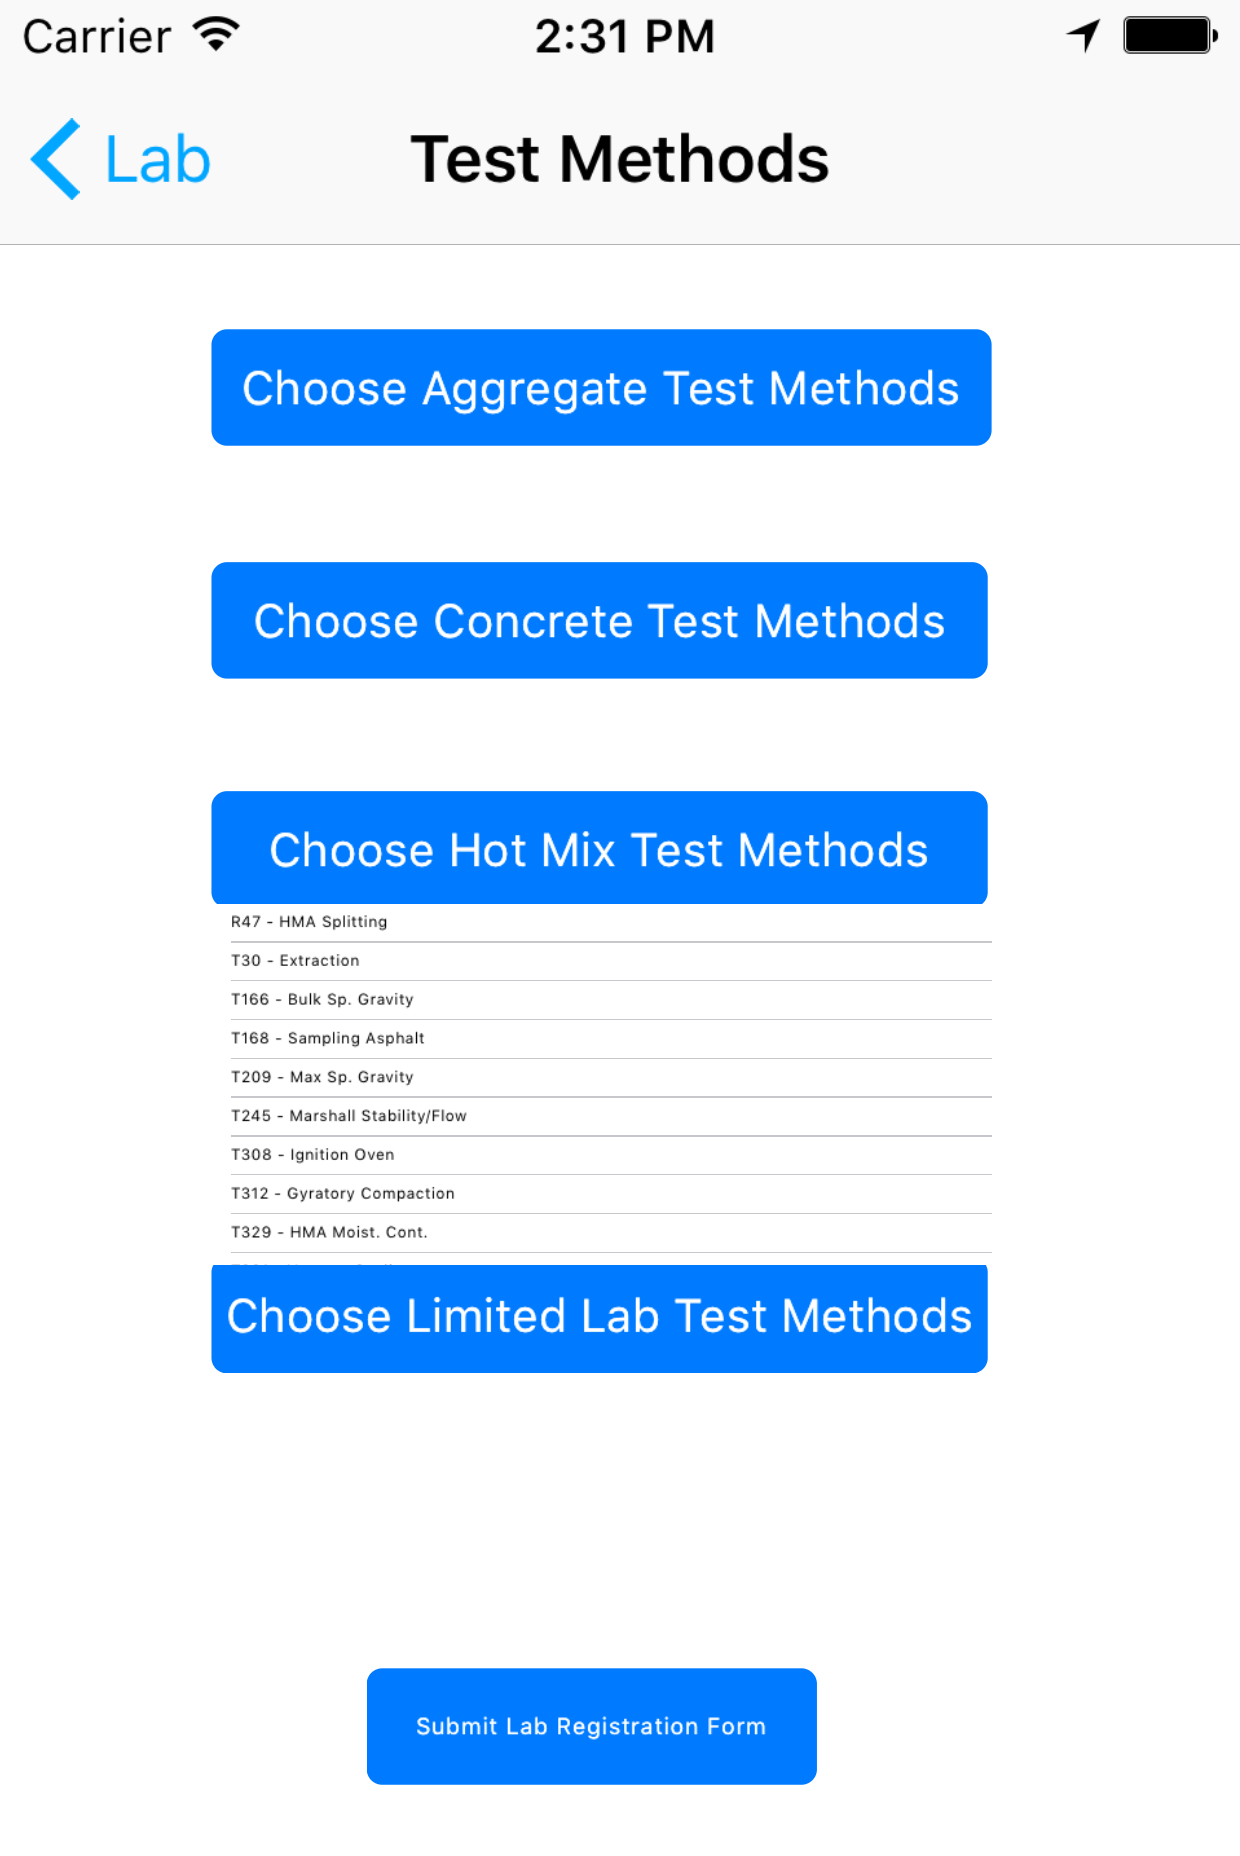 Carrier 2:31 PM
Lab Test Methods
Choose Aggregate Test Methods
Choose Concrete Test Methods
Choose Hot Mix Test Methods
R47 - HMA Splitting
T30 - Extraction
T166 - Bulk Sp. Gravity
T168 - Sampling Asphalt
T209 - Max Sp. Gravity
T245 - Marshall Stability/Flow
T308 - Ignition Oven
T312 - Gyratory Compaction
T329 - HMA Moist. Cont.
Choose Limited Lab Test Methods
Submit Lab Registration Form